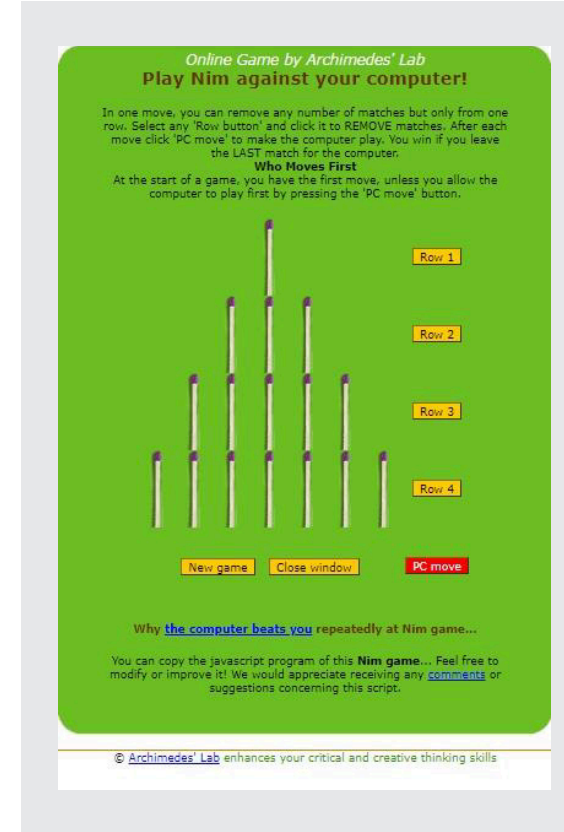 Online Game by Archimedes' Lab
Play Nim against your computer!
In one move, you can remove any number of matches but only from one
row. Select any 'Row button' and click it to REMOVE matches. After each
move click 'PC move' to make the computer play. You win if you leave
the LAST match for the computer.
Who Moves First
At the start of a game, you have the first move, unless you allow the
computer to play first by pressing the 'PC move' button.
Row 1
Row 2
Row 3
Row 4
New game Close window PC move
Why the computer beats you repeatedly at Nim game...
You can copy the javascript program of this Nim game... Feel free to
modify or improve it! We would appreciate receiving any comments or
suggestions concerning this script.
© Archimedes' Lab enhances your critical and creative thinking skills